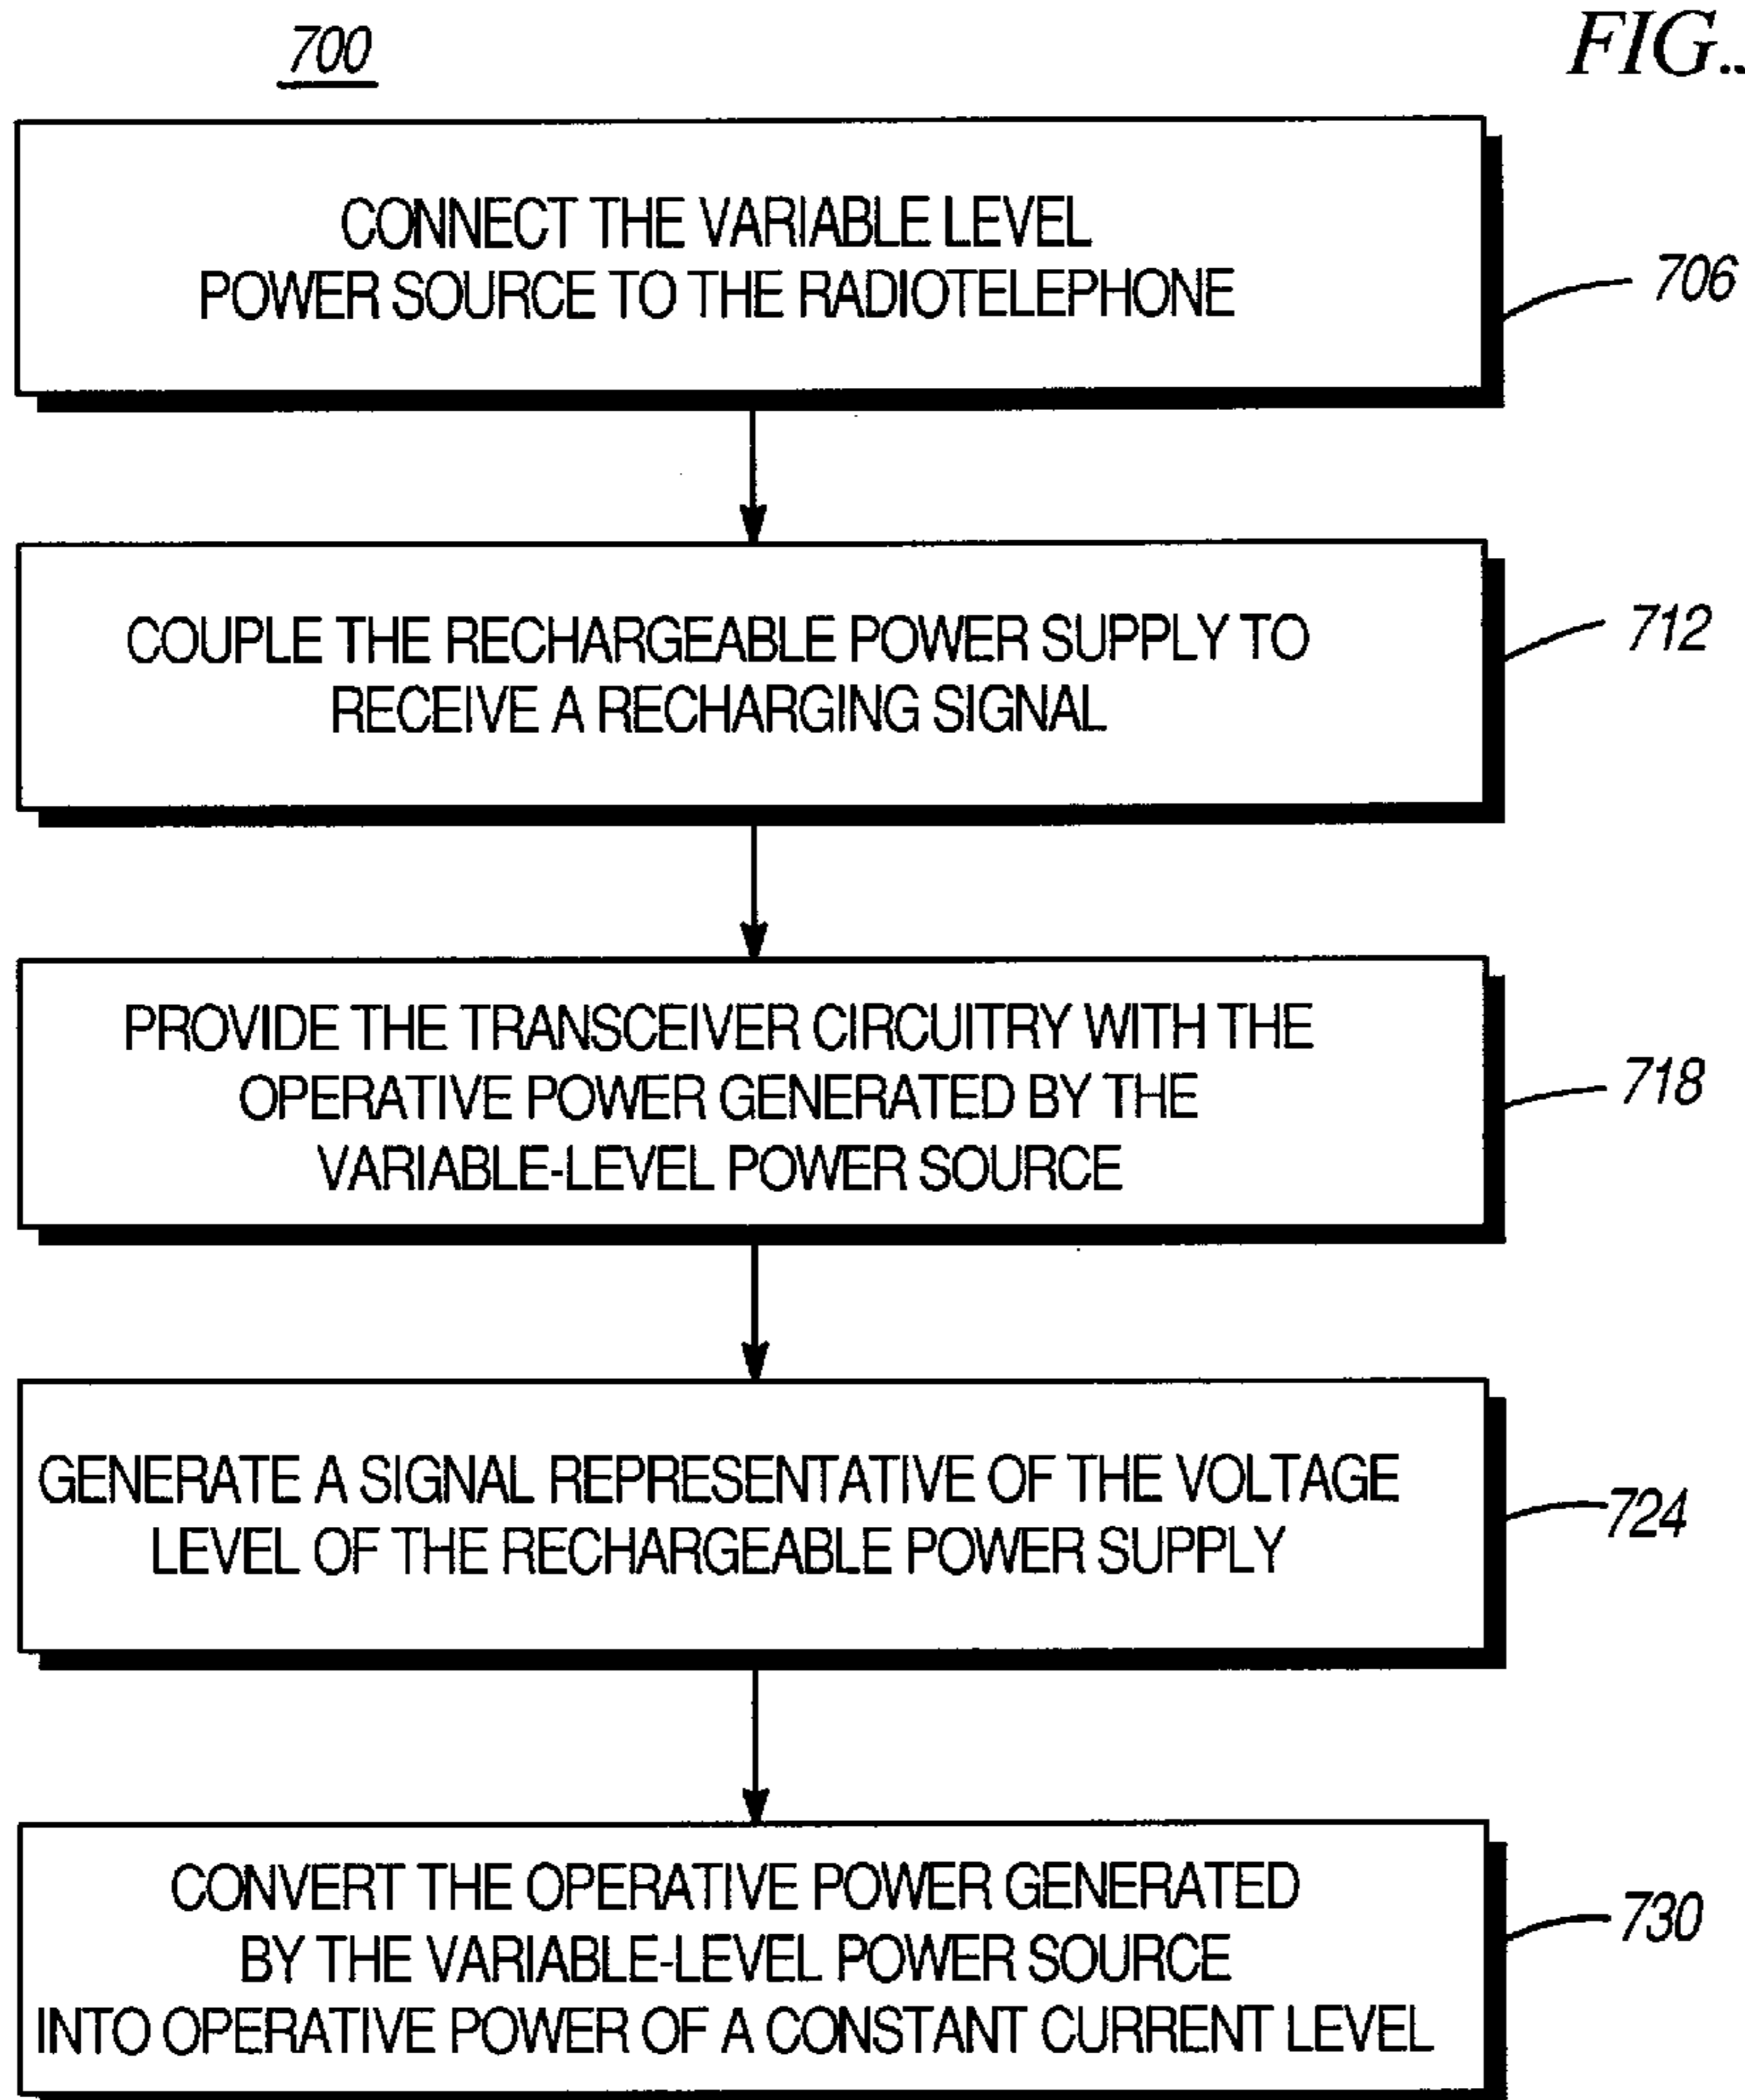 700
FIG..
CONNECT THE VARIABLE LEVEL
POWER SOURCE TO THE RADIOTELEPHONE
706
COUPLE THE RECHARGEABLE POWER SUPPLY TO
RECEIVE A RECHARGING SIGNAL
712
PROVIDE THE TRANSCEIVER CIRCUITRY WITH THE
OPERATIVE POWER GENERATED BY THE
VARIABLE-LEVEL POWER SOURCE
718
GENERATE A SIGNAL REPRESENTATIVE OF THE VOLTAGE
LEVEL OF THE RECHARGEABLE POWER SUPPLY
724
CONVERT THE OPERATIVE POWER GENERATED
BY THE VARIABLE-LEVEL POWER SOURCE
INTO OPERATIVE POWER OF A CONSTANT CURRENT LEVEL
730